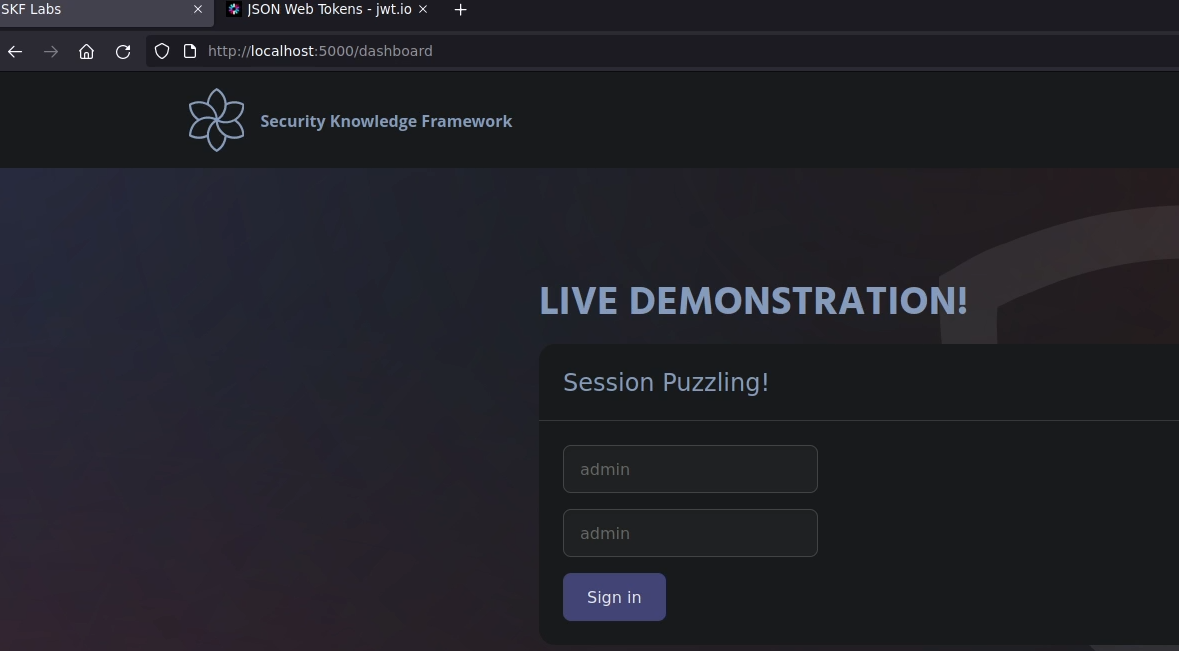 SKF Labs
JSON Web Tokens - jwt.io
http://localhost:5000/dashboard
Security Knowledge Framework
LIVE DEMONSTRATION!
Session Puzzling!
admin
admin
Sign in